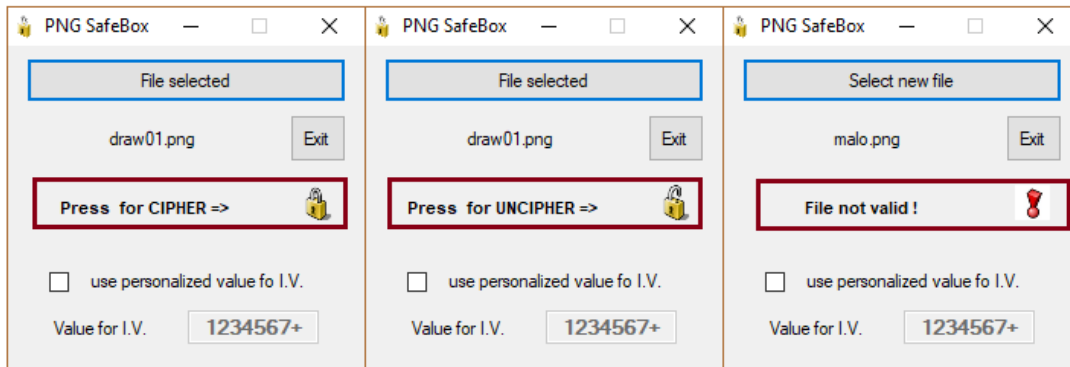 PNG SafeBox
File selected
draw01.png Exit
Press for CIPHER =>
use personalized value fo I.V.
Value for I.V. 1234567+
PNG SafeBox
File selected
draw01.png Exit
Press for UNCIPHER =>
use personalized value fo I.V.
Value for I.V. 1234567+
PNG SafeBox
Select new file
malo.png Exit
File not valid !
use personalized value fo I.V.
Value for I.V. 1234567+